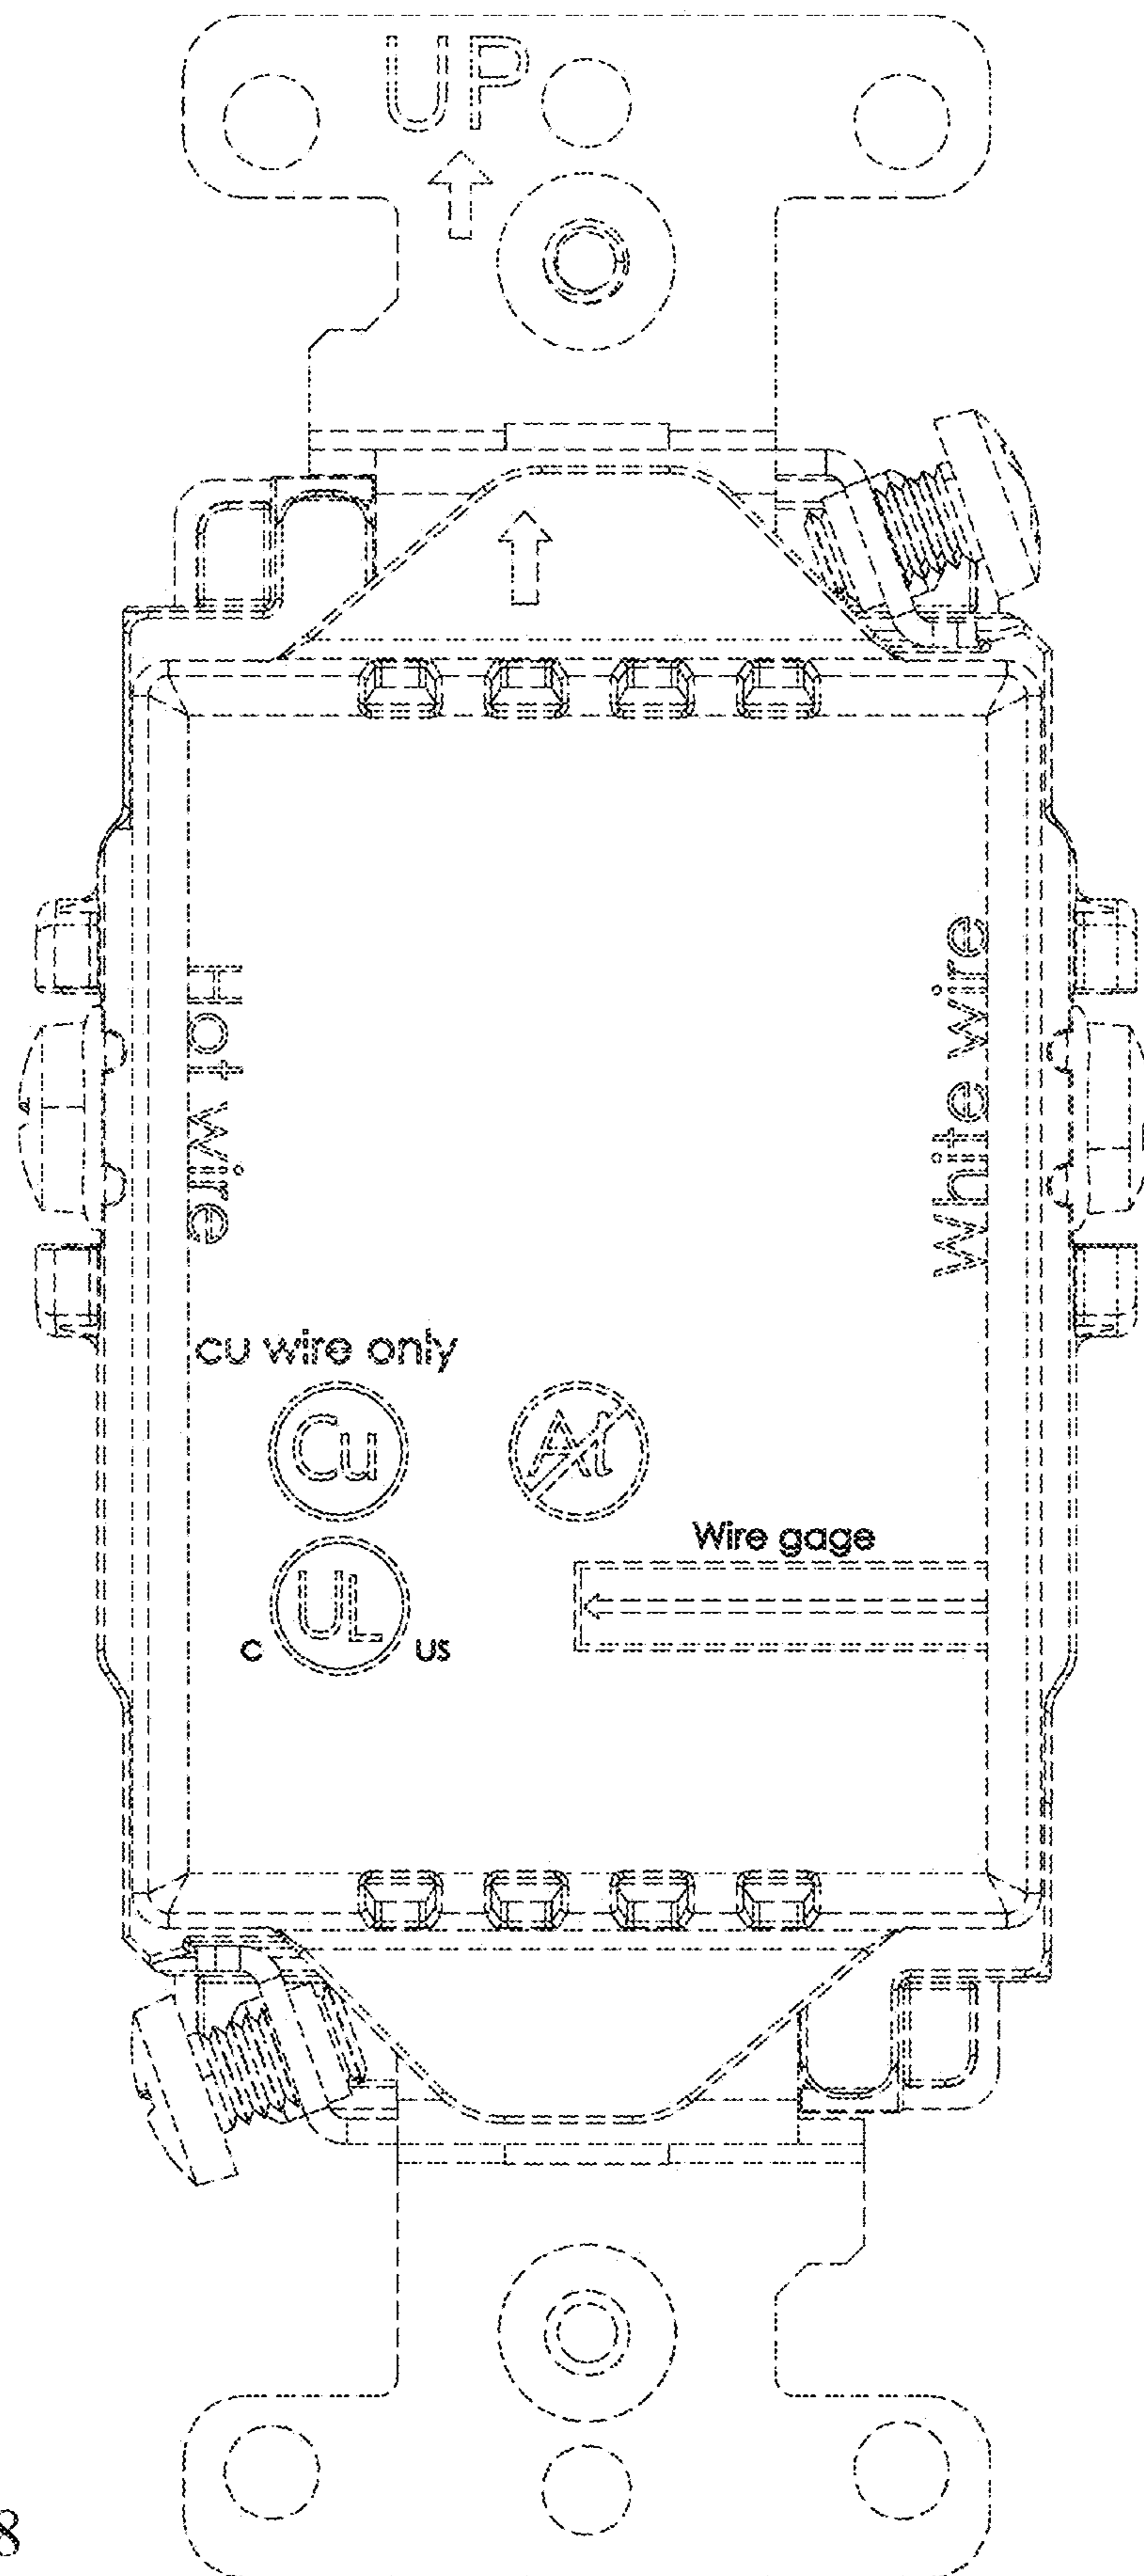 UP
Hot wire
White wire
cu wire only
Cu
Al
Wire gage
c UL us
8